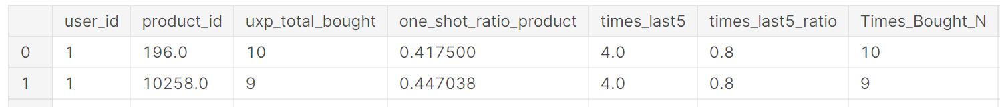 user_id product_id uxp_total_bought one_shot_ratio_product times_last5 times_last5_ratio Times_Bought_N
0 1 196.0 10 0.417500 4.0 0.8 10
1 1 10258.0 9 0.447038 4.0 0.8 9